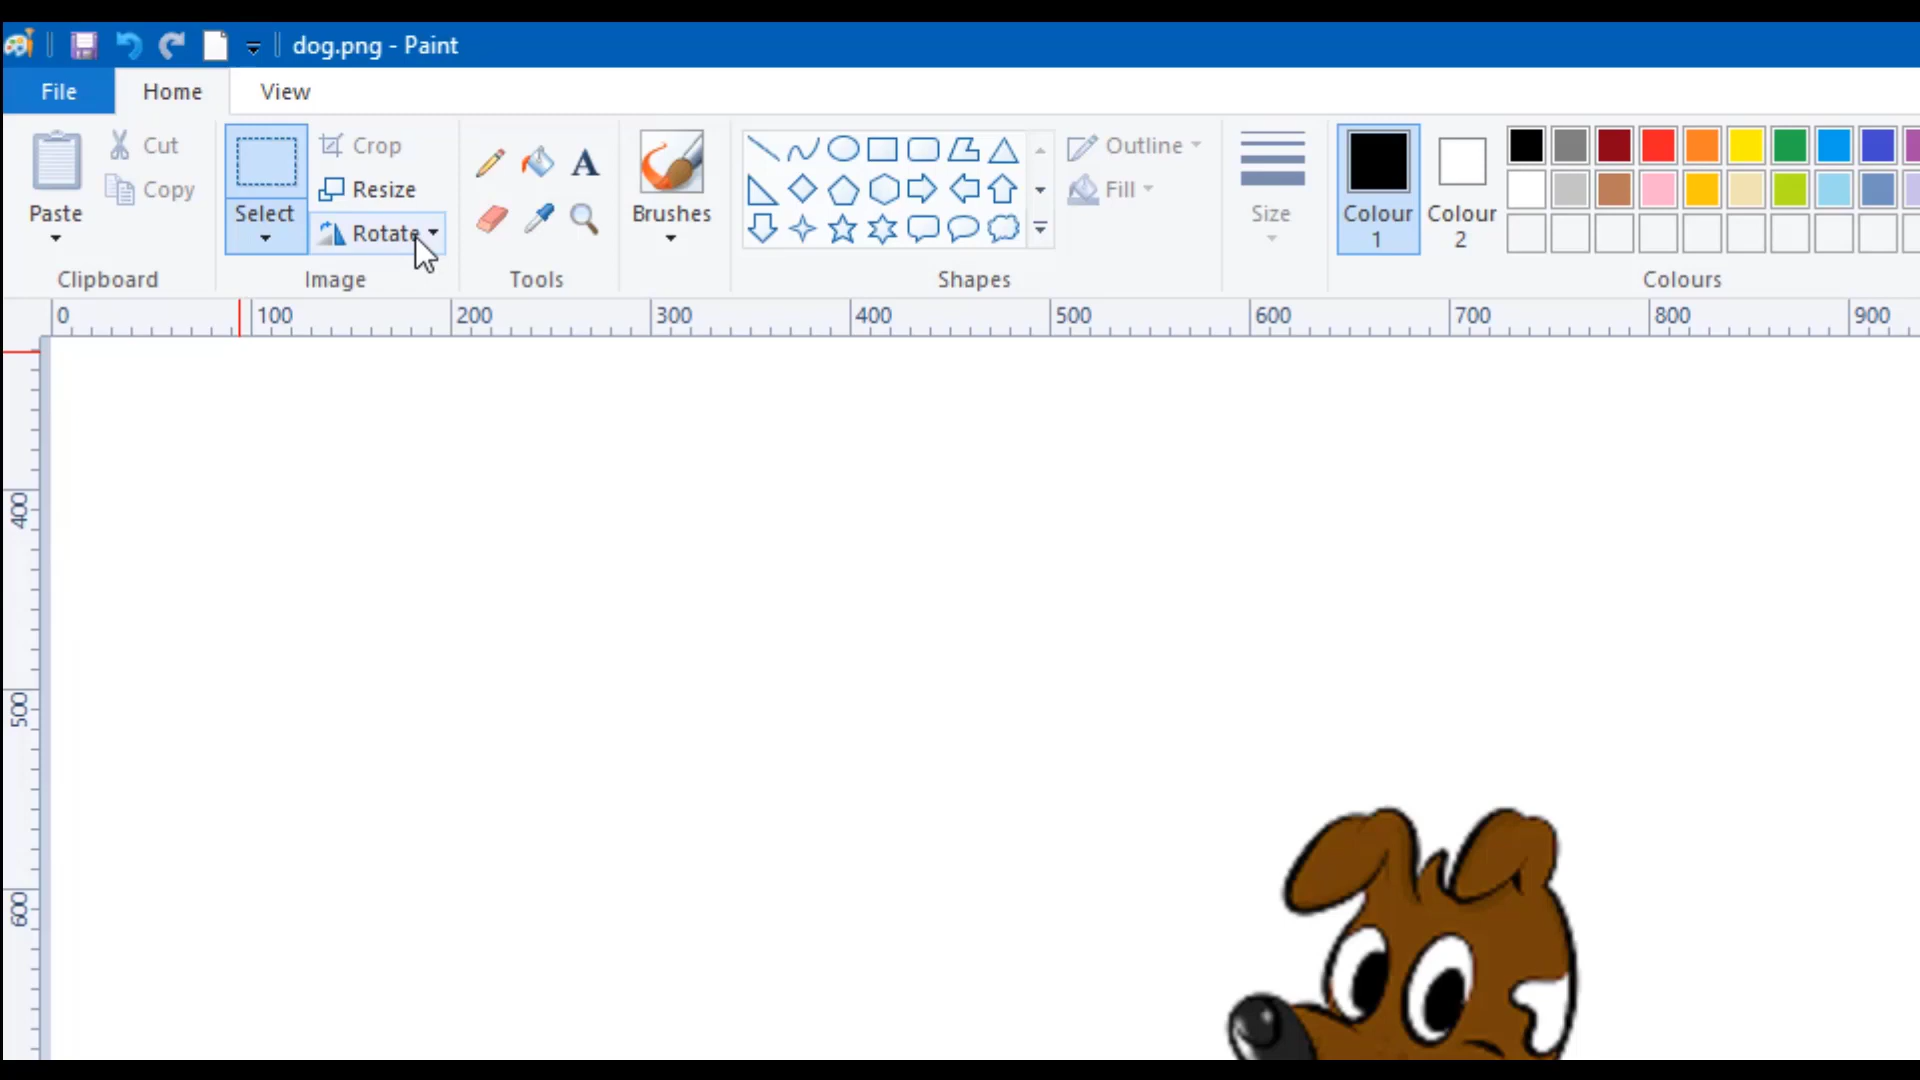 dog.png - Paint
File Home View
Paste
Cut
Copy
Clipboard
Select
Crop
Resize
Rotate
Image
A
Tools
Brushes
Shapes
Outline
Fill
Size
Colour 1
Colour 2
Colours
0 100 200 300 400 500 600 700 800 900
400
500
600